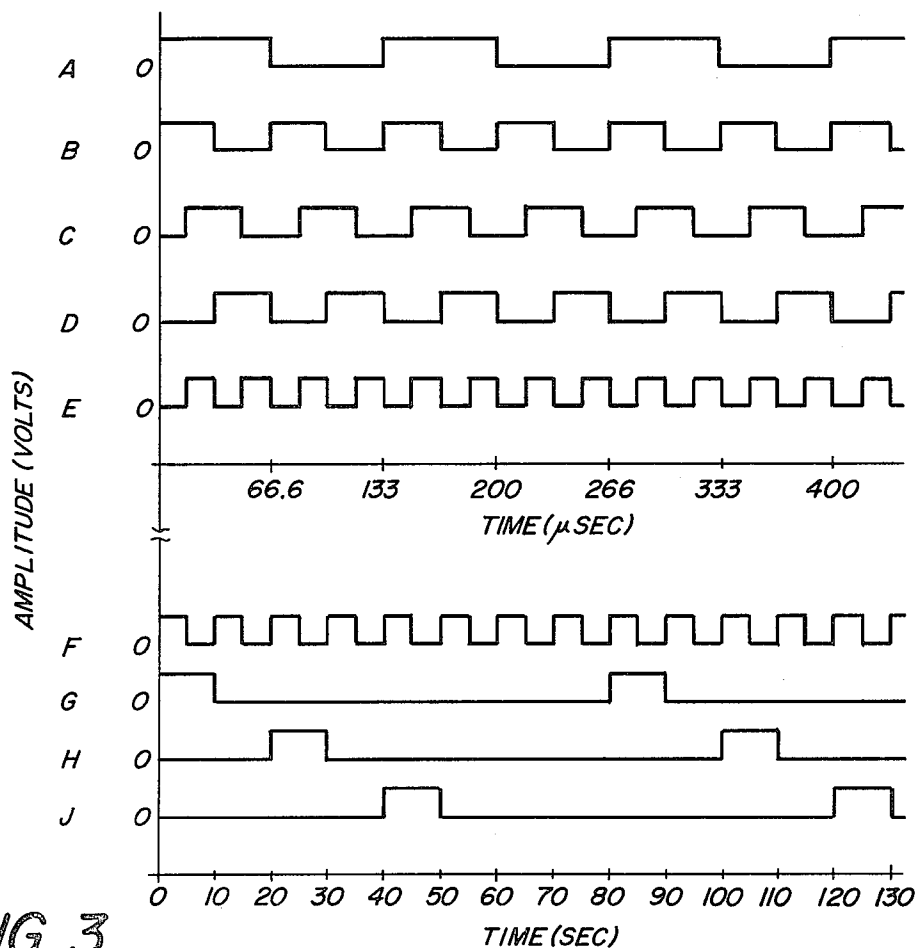 A 0
B 0
C 0
D 0
E 0
66.6 133 200 266 333 400
TIME (μSEC)
AMPLITUDE (VOLTS)
F 0
G 0
H 0
J 0
0 10 20 30 40 50 60 70 80 90 100 110 120 130
TIME (SEC)
3